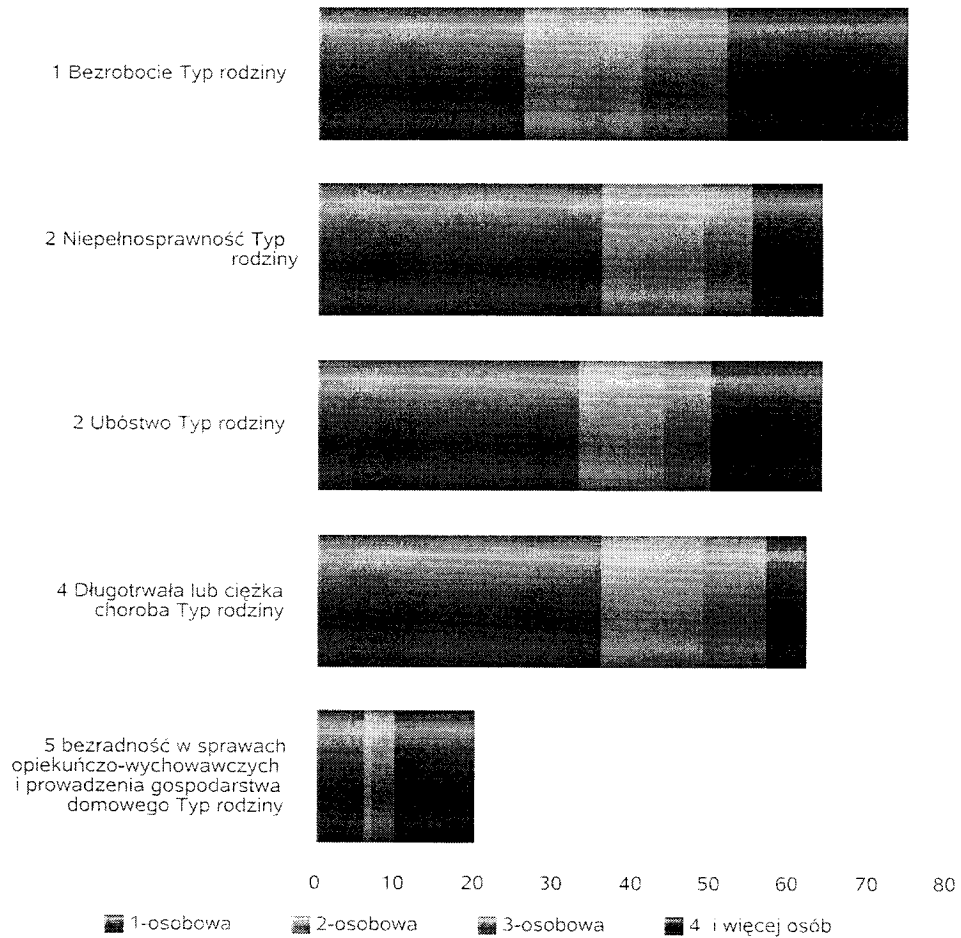 1 Bezrobocie Typ rodziny
2 Niepełnosprawność Typ
rodziny
2 Ubóstwo Typ rodziny
4 Długotrwała lub ciężka
choroba Typ rodziny
5 bezradność w sprawach
opiekuńczo-wychowawczych
i prowadzenia gospodarstwa
domowego Typ rodziny
0 10 20 30 40 50 60 70 80
1-osobowa 2-osobowa 3-osobowa 4 i więcej osób